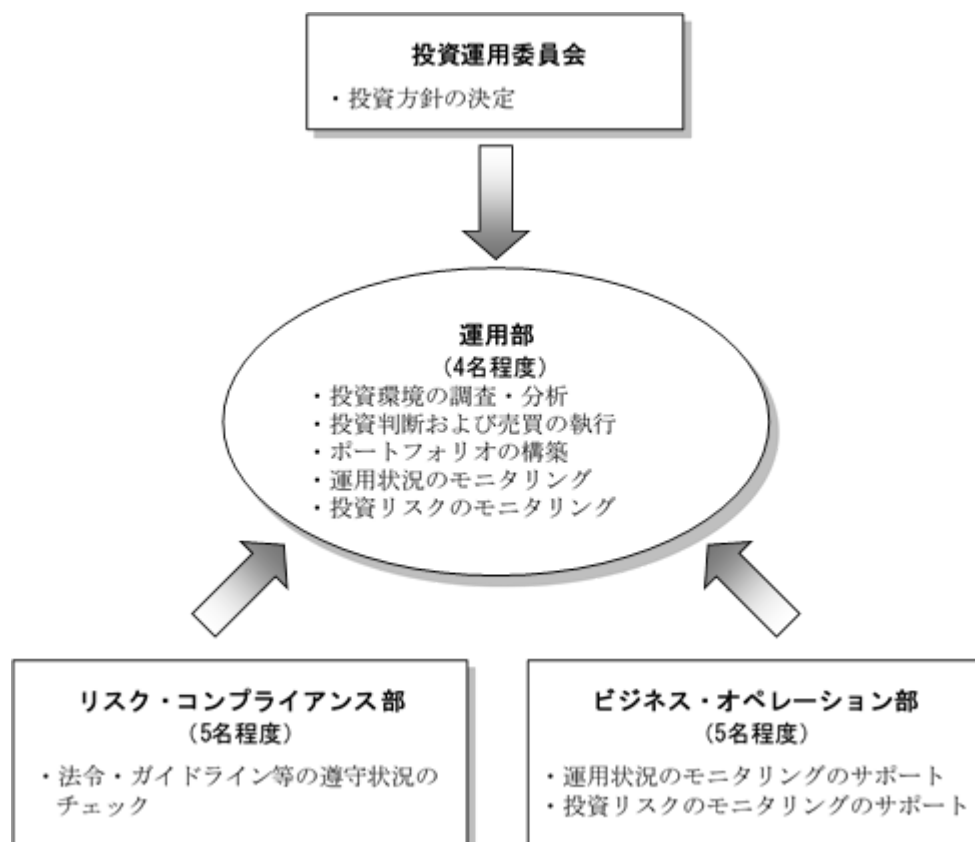 投資運用委員会
・投資方針の決定
運用部
(4名程度)
・投資環境の調査・分析
・投資判断および売買の執行
・ポートフォリオの構築
・運用状況のモニタリング
・投資リスクのモニタリング
リスク・コンプライアンス部
(5名程度)
・法令・ガイドライン等の遵守状況の
チェック
ビジネス・オペレーション部
(5名程度)
・運用状況のモニタリングのサポート
・投資リスクのモニタリングのサポート